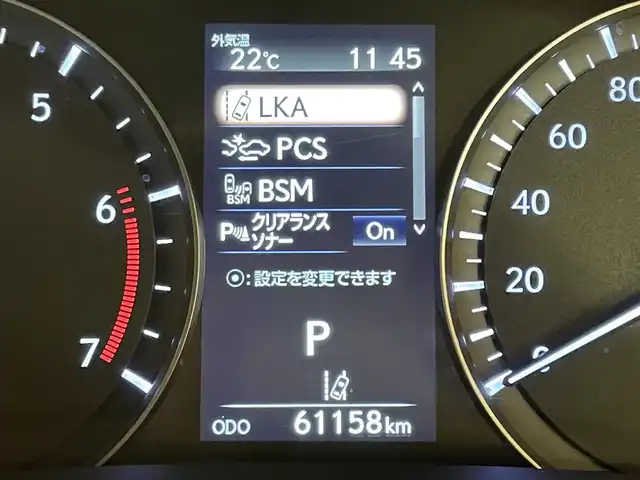 外気温
22℃ 11 45
LKA
PCS
BSM
BSM
P クリアランス
ソナー On
⦿:設定を変更できます
P
ODO 61158km
5
6
7
80
60
40
20
0